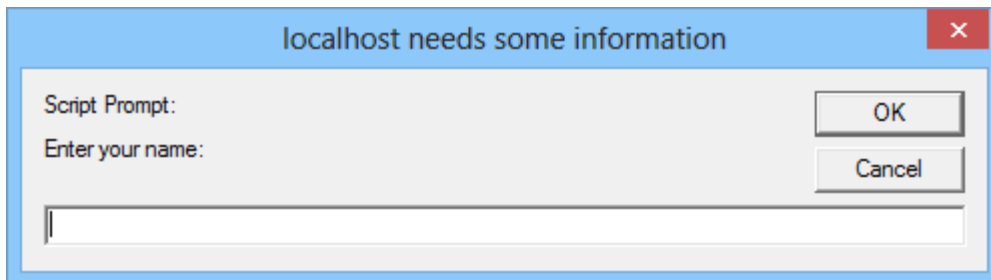 localhost needs some information
Script Prompt:
OK
Enter your name:
Cancel